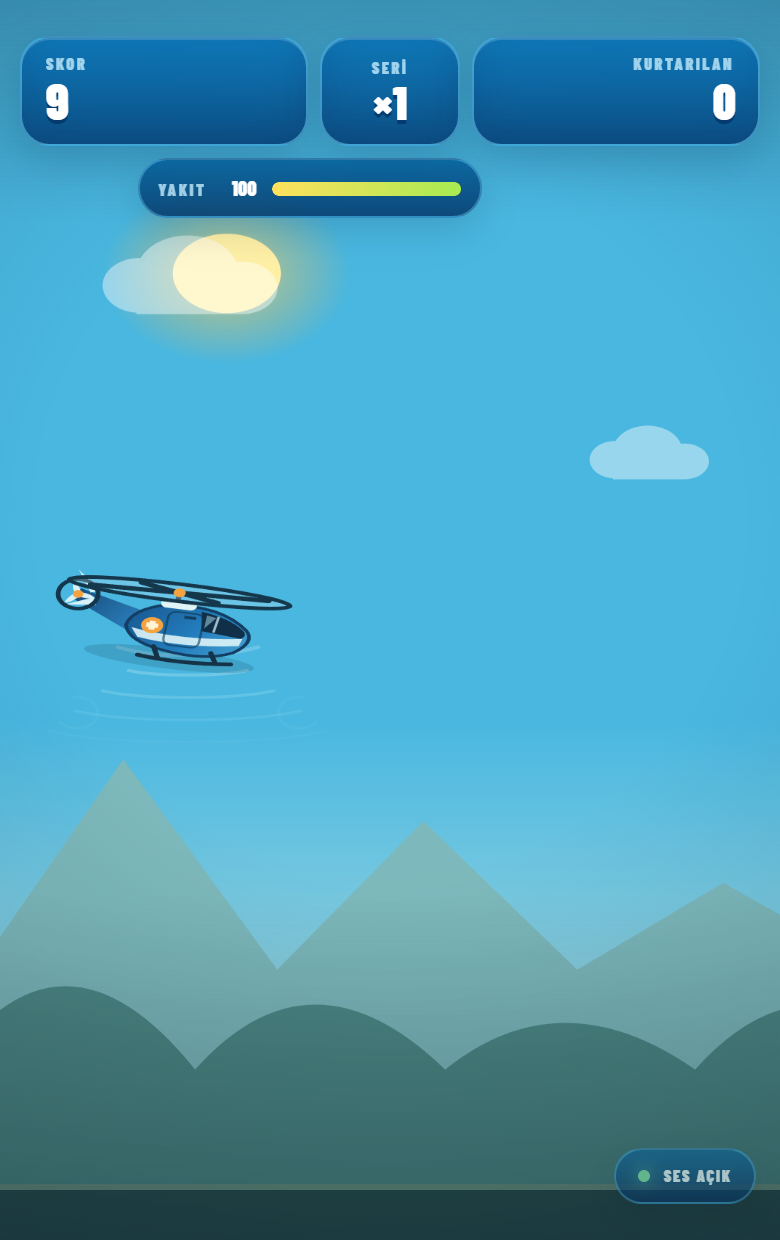 SKOR
9
SERİ
×1
KURTARILAN
0
YAKIT 100
SES AÇIK